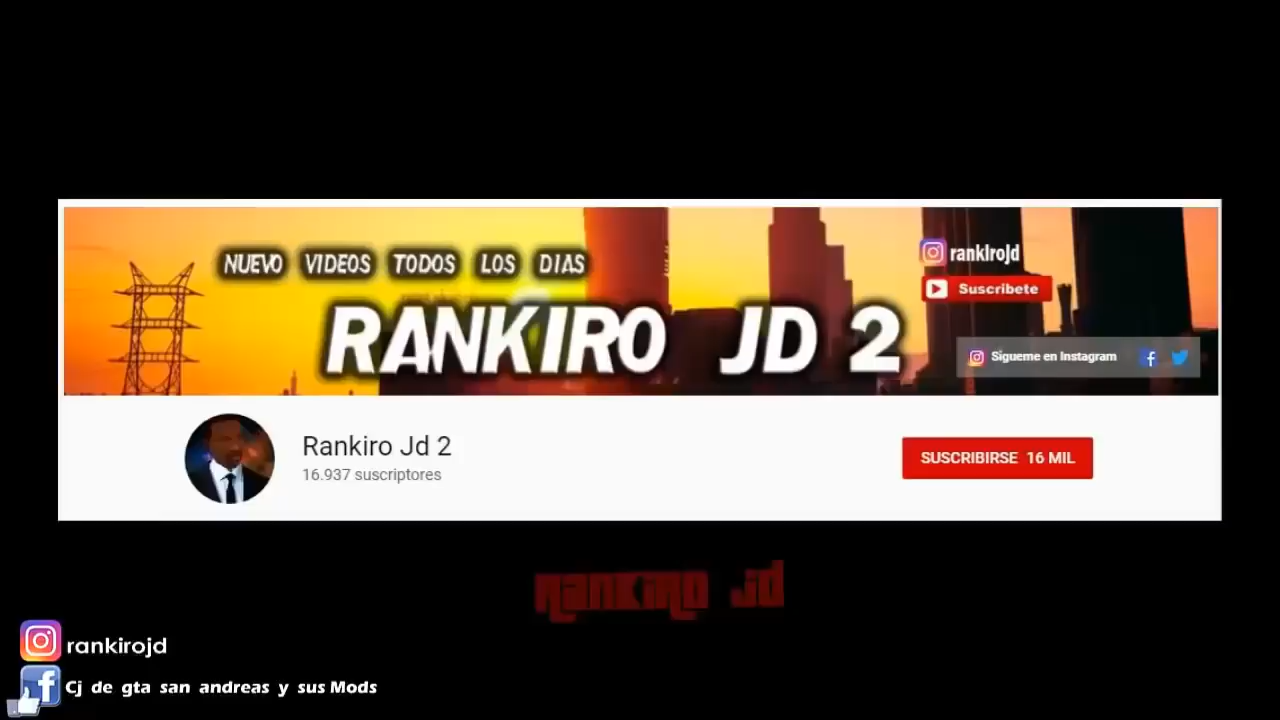 NUEVO VIDEOS TODOS LOS DIAS
RANKIRO JD 2
rankirojd
Suscribete
Sigueme en Instagram
Rankiro Jd 2
16.937 suscriptores
SUSCRIBIRSE 16 MIL
Rankiro Jd
rankirojd
Cj de gta san andreas y sus Mods